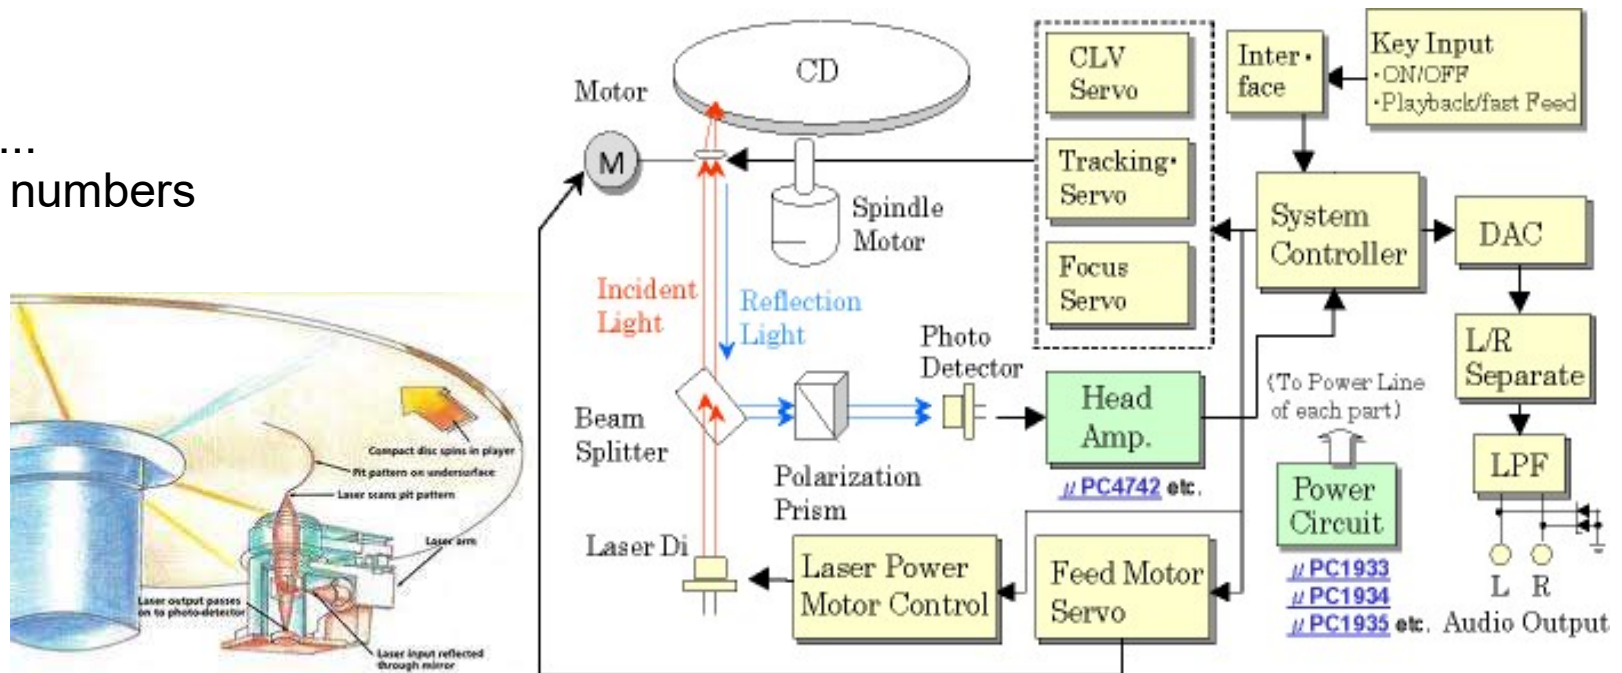 ...
numbers
Compact disc spins in player
Pit pattern on undersurface
Laser scans pit pattern
Laser arm
Laser output passes
on to photo-detector
Laser input reflected
through mirror
CD
Motor
M
Spindle
Motor
Incident
Light
Reflection
Light
Beam
Splitter
Polarization
Prism
Photo
Detector
Laser Di
CLV
Servo
Tracking・
Servo
Focus
Servo
Inter・
face
Key Input
・ON/OFF
・Playback/fast Feed
System
Controller
DAC
L/R
Separate
LPF
L R
Audio Output
Head
Amp.
μPC4742 etc.
(To Power Line
of each part)
Power
Circuit
μPC1933
μPC1934
μPC1935 etc.
Laser Power
Motor Control
Feed Motor
Servo